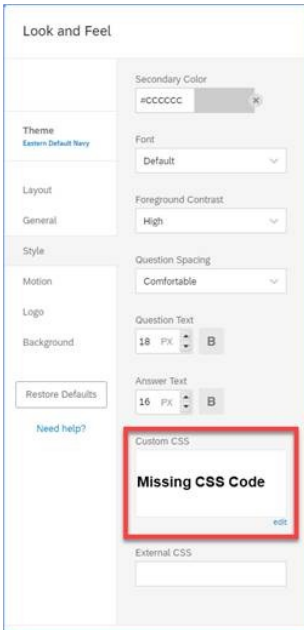 Look and Feel
Theme
Eastern Default Navy
Layout
General
Style
Motion
Logo
Background
Restore Defaults
Need help?
Secondary Color
#CCCCCC
Font
Default
Foreground Contrast
High
Question Spacing
Comfortable
Question Text
18 PX B
Answer Text
16 PX B
Custom CSS
Missing CSS Code
edit
External CSS